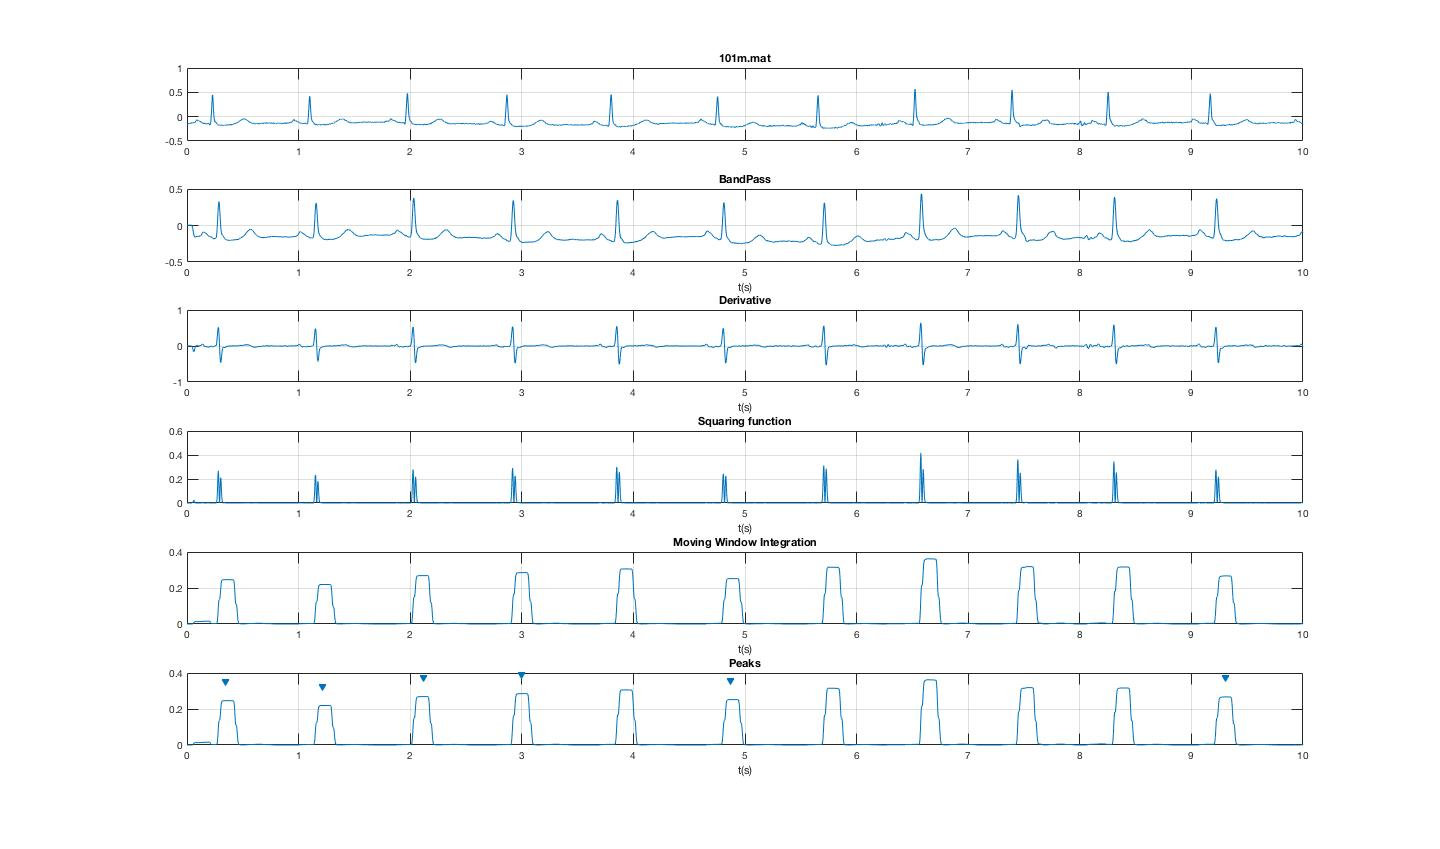 101m.mat
1
0.5
0
-0.5
0 1 2 3 4 5 6 7 8 9 10
BandPass
0.5
0
-0.5
0 1 2 3 4 5 6 7 8 9 10
t(s)
Derivative
1
0
-1
0 1 2 3 4 5 6 7 8 9 10
t(s)
Squaring function
0.6
0.4
0.2
0
0 1 2 3 4 5 6 7 8 9 10
t(s)
Moving Window Integration
0.4
0.2
0
0 1 2 3 4 5 6 7 8 9 10
t(s)
Peaks
0.4
0.2
0
0 1 2 3 4 5 6 7 8 9 10
t(s)